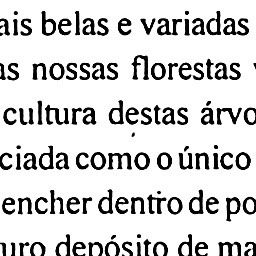 ais belas e variadas
as nossas florestas
cultura destas árvo
ciada como o único
encher dentro de po
uro depósito de ma